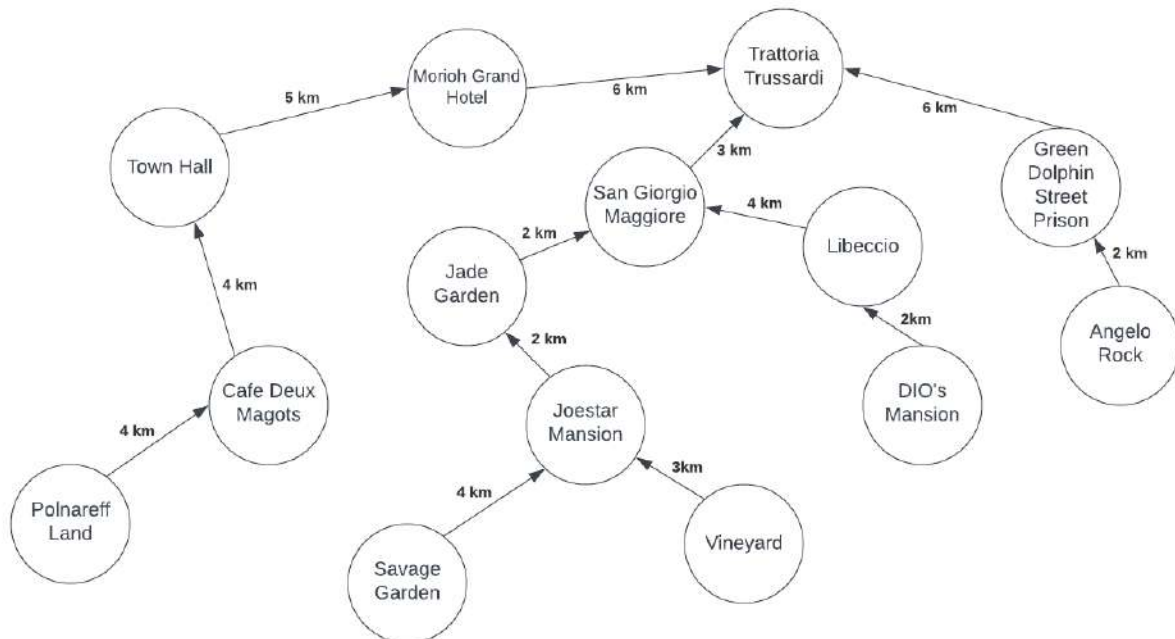 Trattoria
Trussardi
Morioh Grand
Hotel
5 km
6 km
6 km
Town Hall
3 km
Green
Dolphin
Street
Prison
San Giorgio
Maggiore
4 km
Libeccio
2 km
2 km
Jade
Garden
4 km
2km
Angelo
Rock
2 km
Cafe Deux
Magots
DIO's
Mansion
Joestar
Mansion
4 km
3km
4 km
Polnareff
Land
Vineyard
Savage
Garden